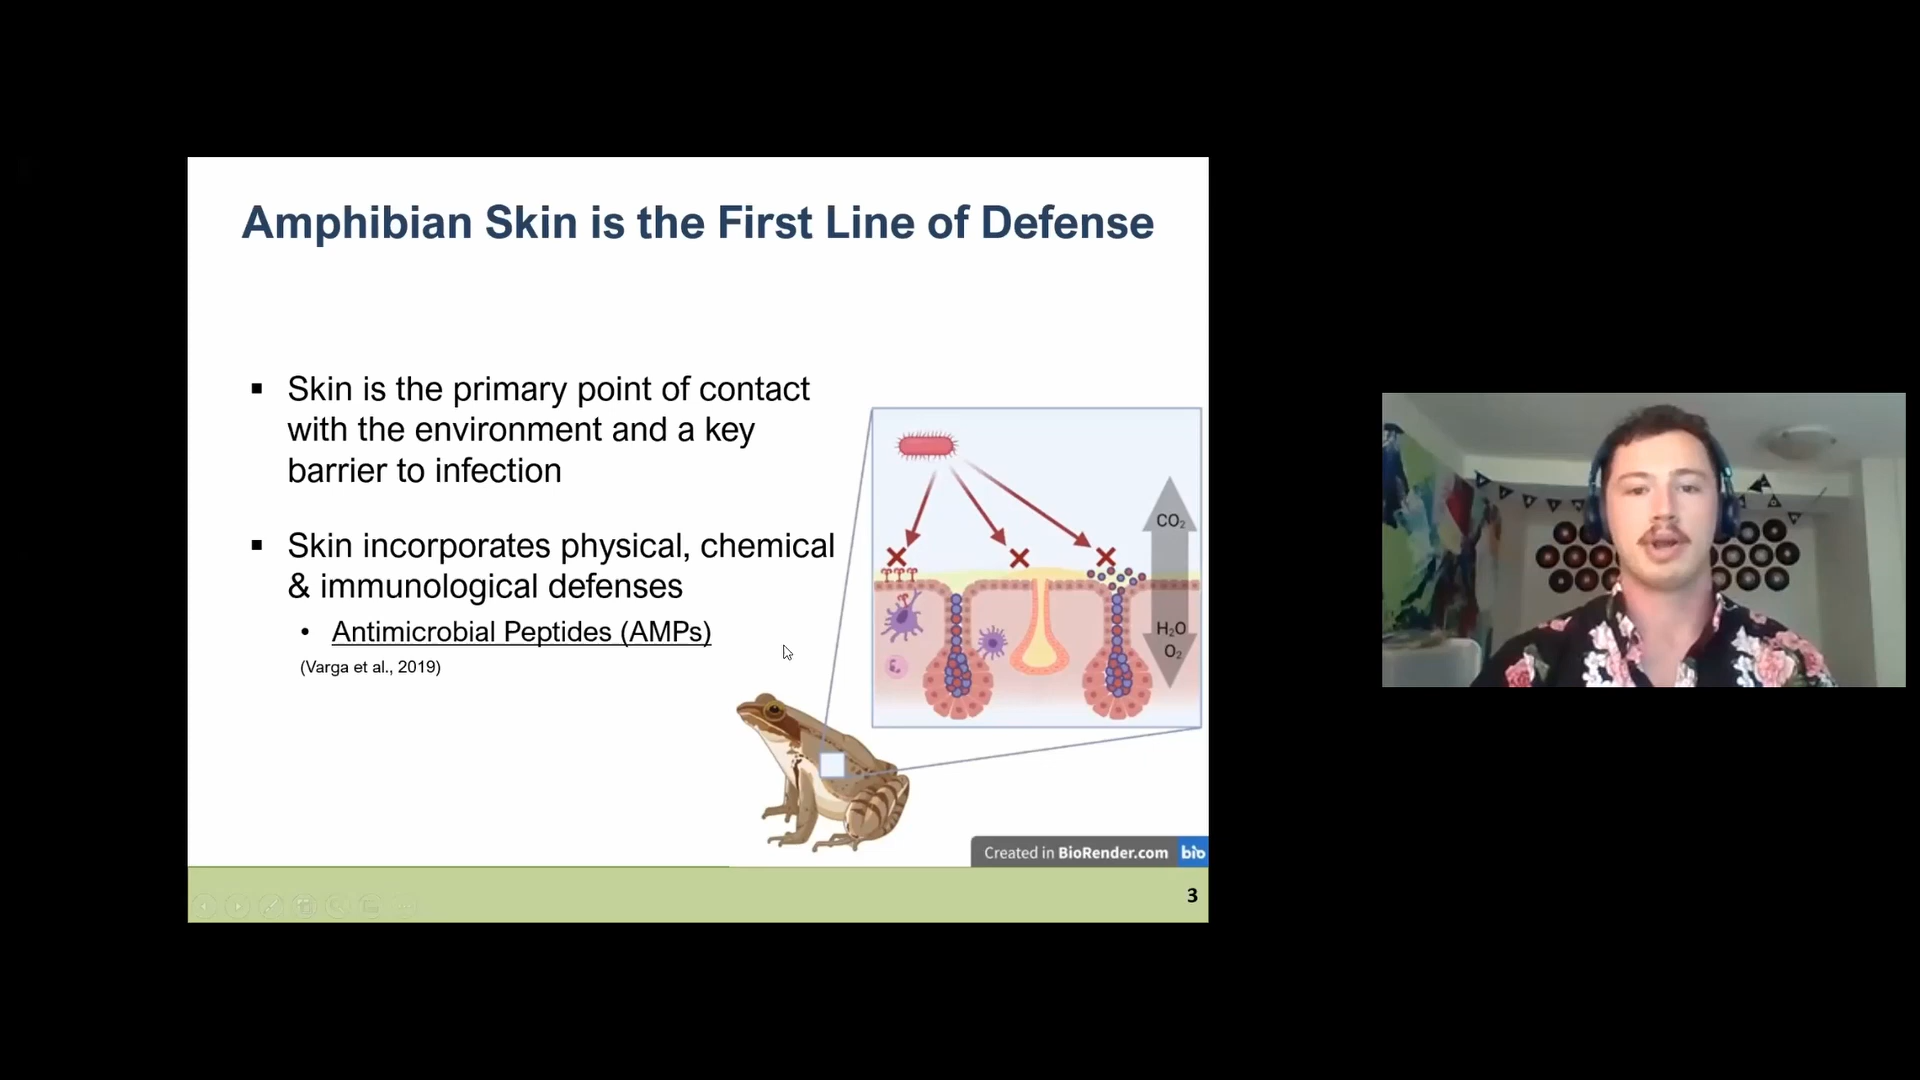 Amphibian Skin is the First Line of Defense
▪ Skin is the primary point of contact
with the environment and a key
barrier to infection
▪ Skin incorporates physical, chemical
& immunological defenses
• Antimicrobial Peptides (AMPs)
(Varga et al., 2019)
CO₂
H₂O
O₂
Created in BioRender.com bio
3